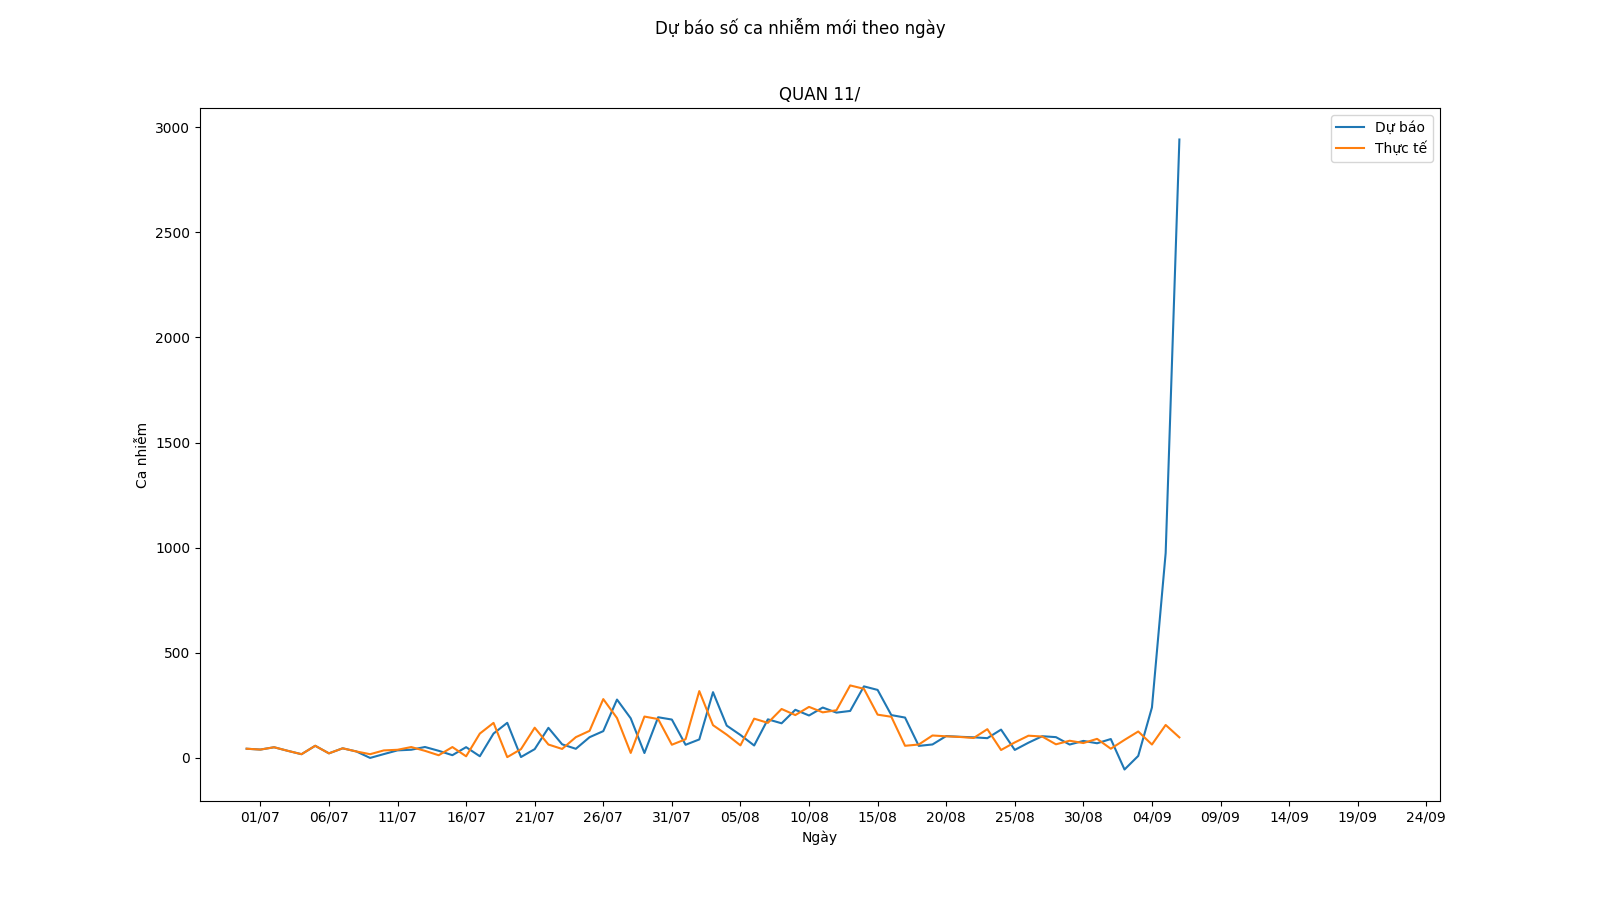 Dự báo số ca nhiễm mới theo ngày
QUAN 11/
3000
2500
2000
1500
1000
500
0
Ca nhiễm
Dự báo
Thực tế
01/07 06/07 11/07 16/07 21/07 26/07 31/07 05/08 10/08 15/08 20/08 25/08 30/08 04/09 09/09 14/09 19/09 24/09
Ngày